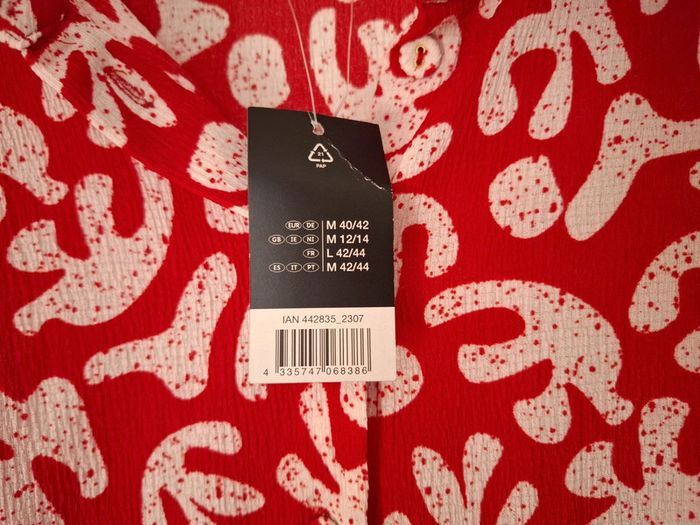 21
PAP
EUR DE M 40/42
GB IE NI M 12/14
FR L 42/44
ES IT PT M 42/44
IAN 442835_2307
4 335747 068386